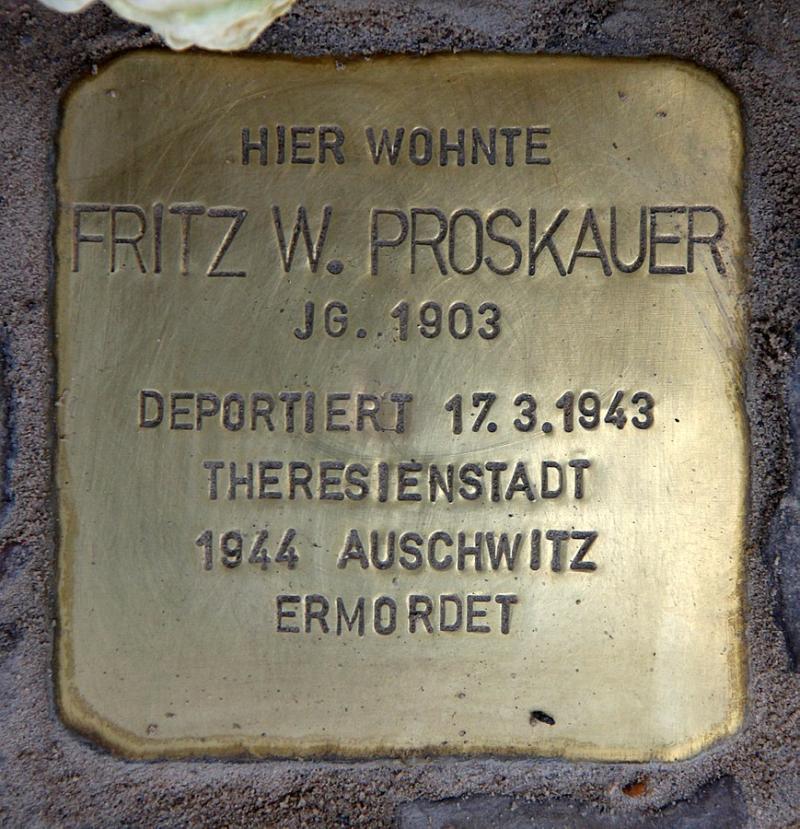 HIER WOHNTE
FRITZ W. PROSKAUER
JG. 1903
DEPORTIERT 17.3.1943
THERESIENSTADT
1944 AUSCHWITZ
ERMORDET